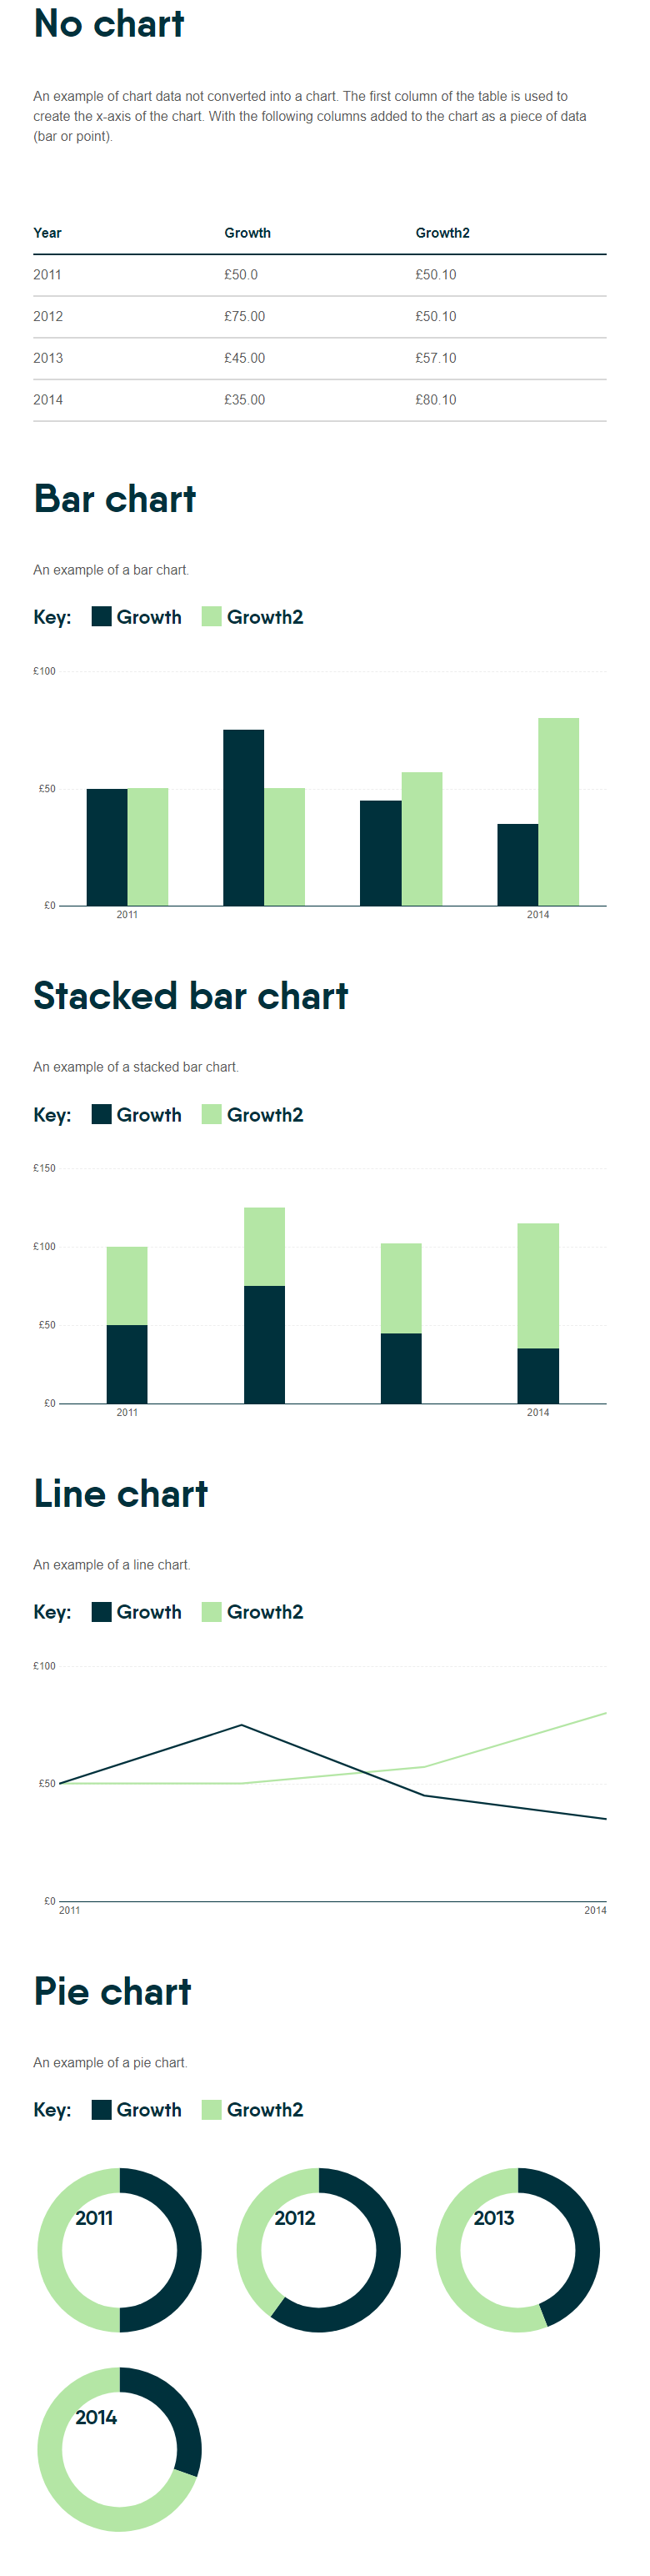 No chart
An example of chart data not converted into a chart. The first column of the table is used to
create the x-axis of the chart. With the following columns added to the chart as a piece of data
(bar or point).
Year Growth Growth2
2011 £50.0 £50.10
2012 £75.00 £50.10
2013 £45.00 £57.10
2014 £35.00 £80.10
Bar chart
An example of a bar chart.
Key: Growth Growth2
£100
£50
£0
2011 2014
Stacked bar chart
An example of a stacked bar chart.
Key: Growth Growth2
£150
£100
£50
£0
2011 2014
Line chart
An example of a line chart.
Key: Growth Growth2
£100
£50
£0
2011 2014
Pie chart
An example of a pie chart.
Key: Growth Growth2
2011 2012 2013
2014